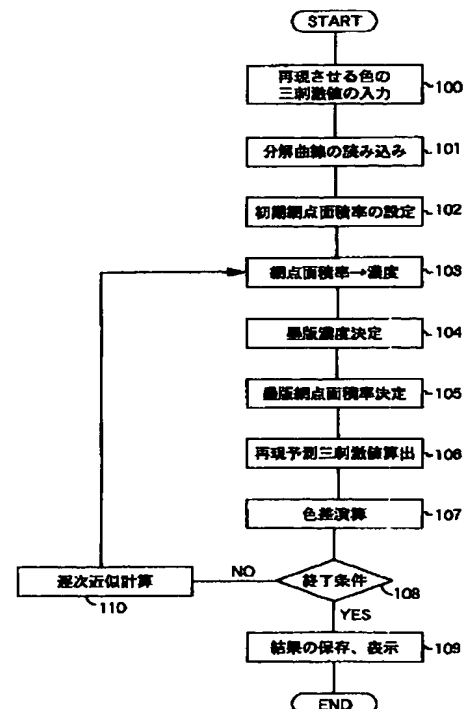 START
再現させる色の
三刺激値の入力
100
分解曲線の読み込み
101
初期網点面積率の設定
102
網点面積率→濃度
103
墨版濃度決定
104
墨版網点面積率決定
105
再現予測三刺激値算出
106
色差演算
107
終了条件
108
NO
逐次近似計算
110
YES
結果の保存、表示
109
END